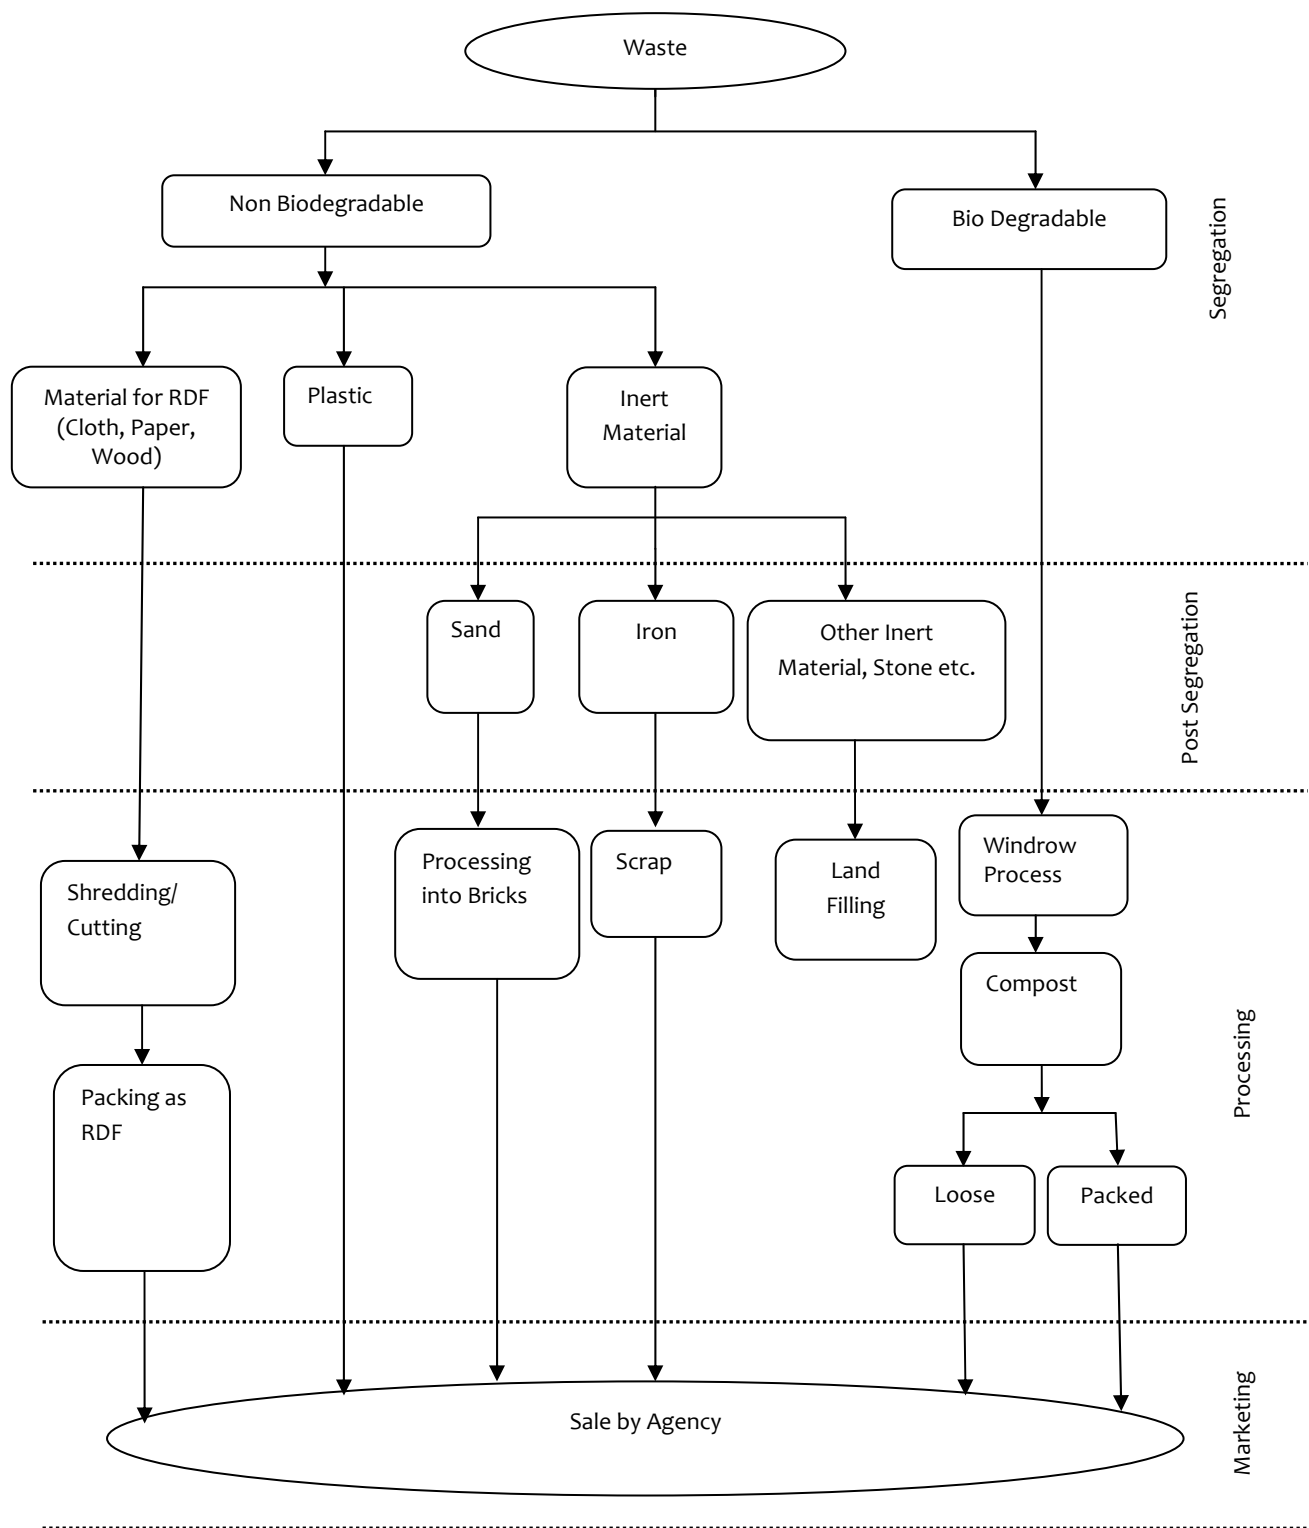 Waste
Non Biodegradable
Bio Degradable
Segregation
Material for RDF
(Cloth, Paper,
Wood)
Plastic
Inert
Material
Sand
Iron
Other Inert
Material, Stone etc.
Post Segregation
Processing
into Bricks
Scrap
Land
Filling
Windrow
Process
Shredding/
Cutting
Compost
Packing as
RDF
Processing
Loose
Packed
Sale by Agency
Marketing